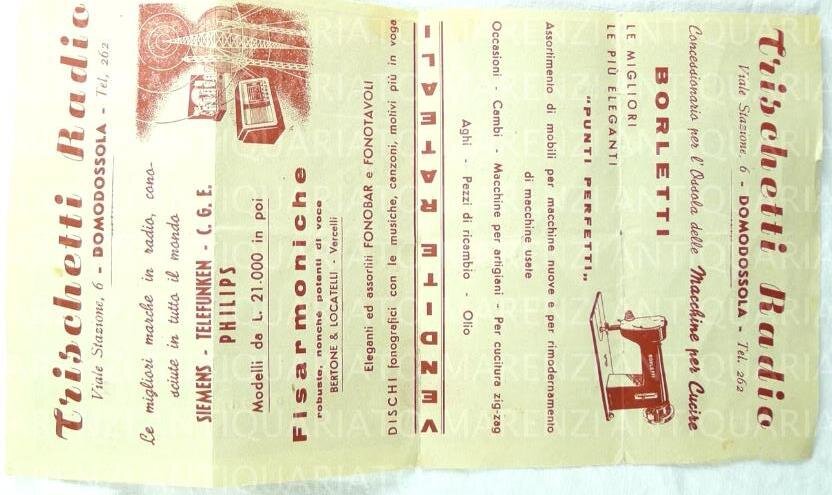 Trischetti Radio
Viale Stazione, 6 - DOMODOSSOLA - Tel. 262
Le migliori marche in radio, cono-
sciute in tutto il mondo
SIEMENS - TELEFUNKEN - C. G. E.
PHILIPS
Modelli da L. 21.000 in poi
Fisarmoniche
robuste, nonchè potenti di voce
BERTONE & LOCATELLI - Vercelli
Eleganti ed assortiti FONOBAR e FONOTAVOLI
DISCHI fonografici con le musiche, canzoni, motivi più in voga
VENDITE RATEALI
Trischetti Radio
Viale Stazione, 6 - DOMODOSSOLA - Tel. 262
Concessionario per l'Ossola delle Macchine per Cucire
BORLETTI
LE MIGLIORI
LE PIÙ ELEGANTI
"PUNTI PERFETTI„
BORLETTI
Assortimento di mobili per macchine nuove e per rimodernamento
di macchine usate
Occasioni - Cambi - Macchine per artigiani - Per cucitura zig-zag
Aghi - Pezzi di ricambio - Olio
ANTIQUARIATO MARENZI